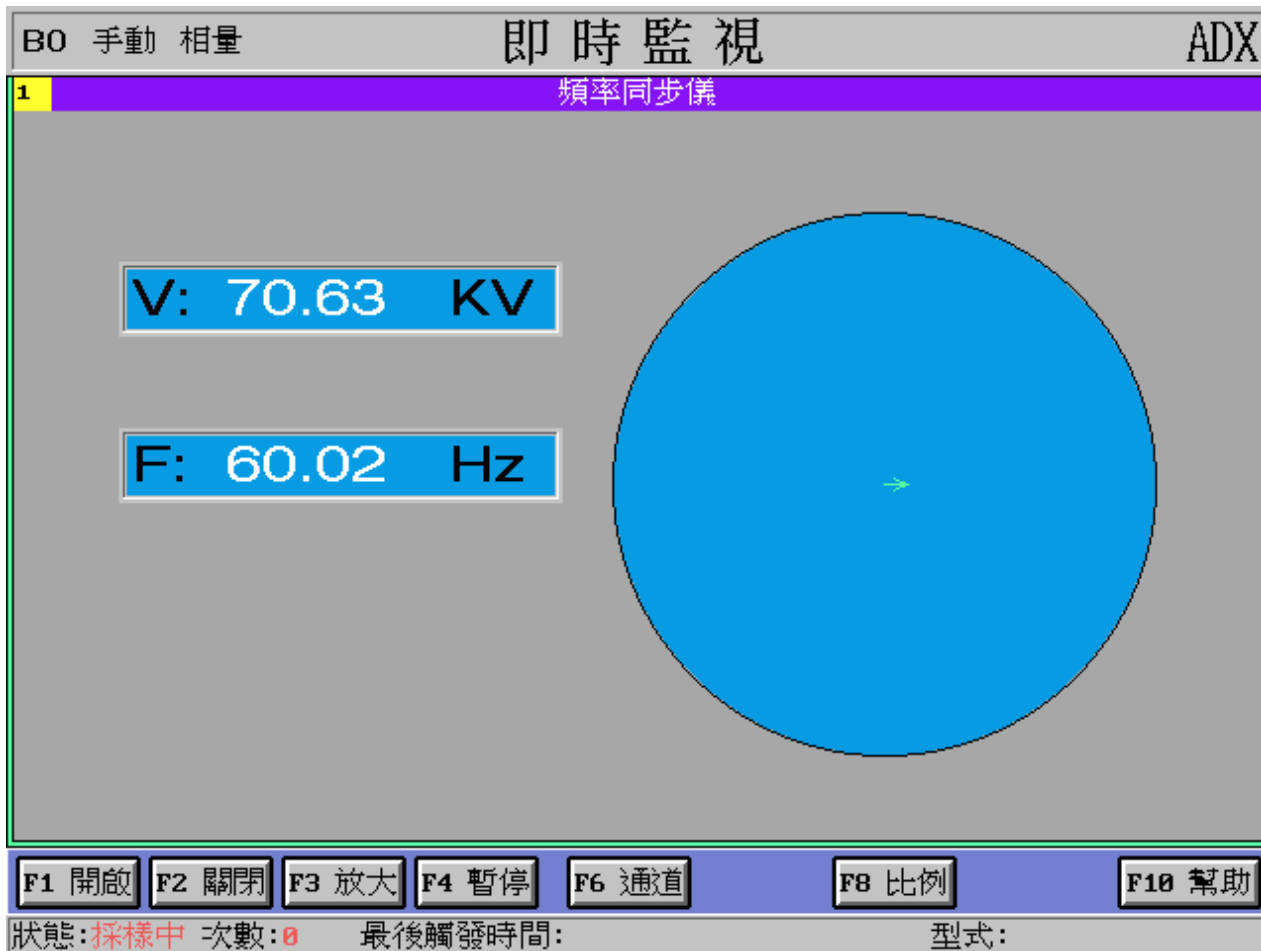 B0 手動 相量 即時監視 ADX
1 頻率同步儀
V: 70.63 KV
F: 60.02 Hz
F1 開啟 F2 關閉 F3 放大 F4 暫停 F6 通道 F8 比例 F10 幫助
狀態:採樣中 次數:0 最後觸發時間: 型式: